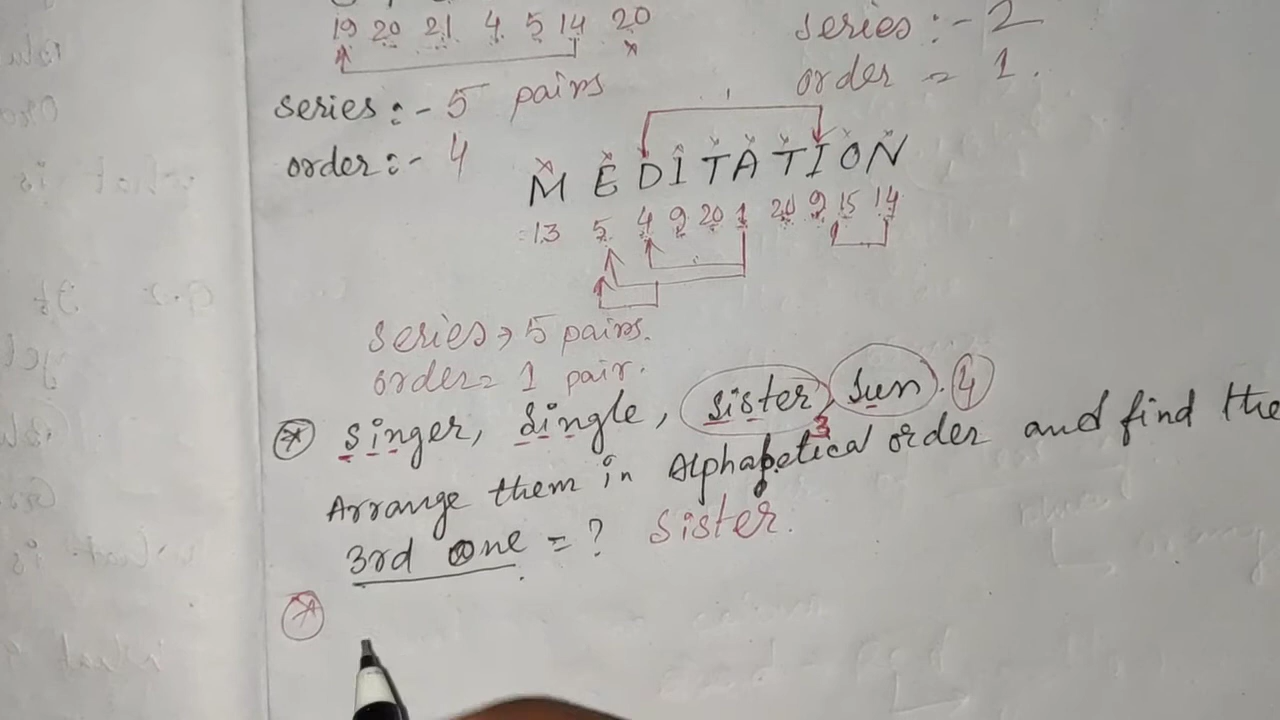 19 20 21 4 5 14 20
series :- 2
order = 1.
series :- 5 pairs
order :- 4
MEDITATION
13 5 4 9 20 1 20 9 15 14
series → 5 pairs.
order = 1 pair.
singer, single, sister, sun. 4
3
Arrange them in Alphabetical order and find the
3rd one = ? sister.